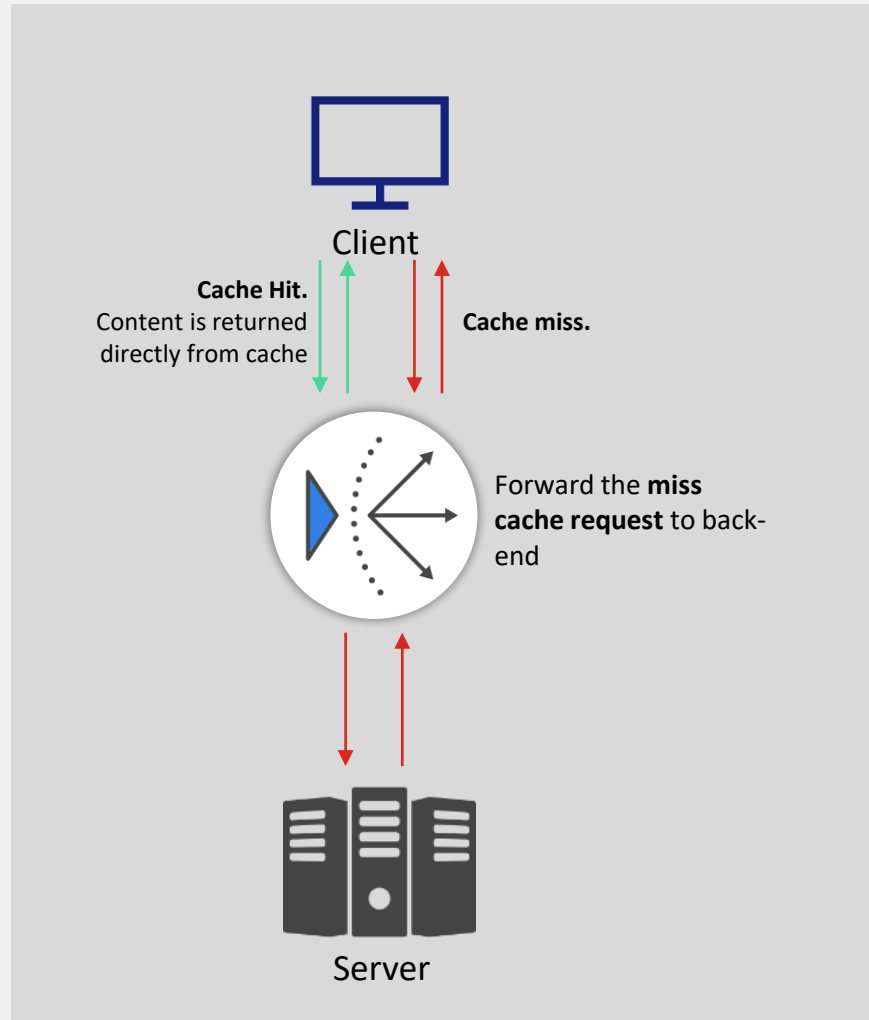 Client
Cache Hit.
Content is returned
directly from cache
Cache miss.
Forward the miss
cache request to back-
end
Server